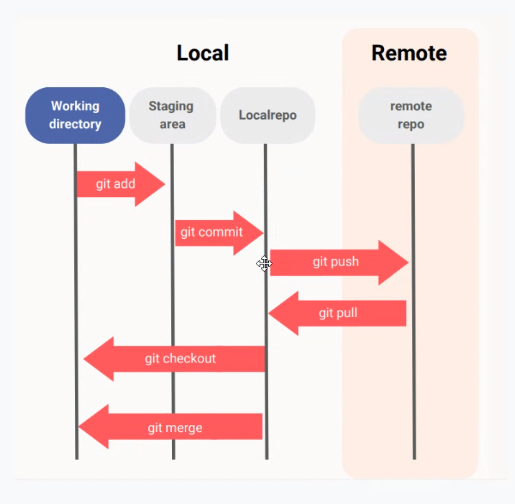 Local
Remote
Working
directory
Staging
area
Localrepo
remote
repo
git add
git commit
git push
git pull
git checkout
git merge